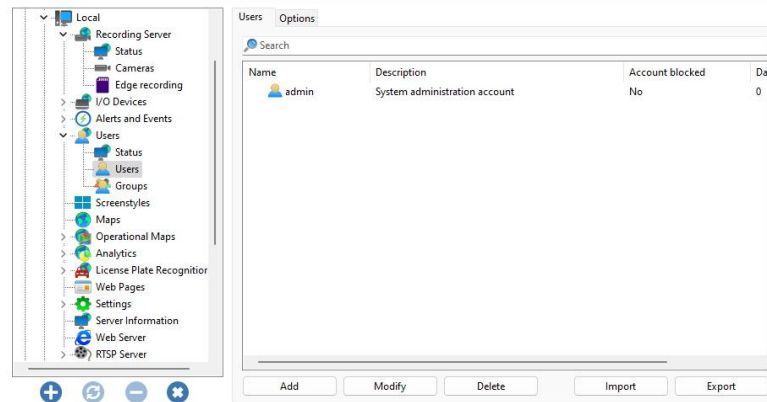 Local
Recording Server
Status
Cameras
Edge recording
I/O Devices
Alerts and Events
Users
Status
Users
Groups
Screenstyles
Maps
Operational Maps
Analytics
License Plate Recognition
Web Pages
Settings
Server Information
Web Server
RTSP Server
Users Options
Search
Name Description Account blocked Da
admin System administration account No 0
Add Modify Delete Import Export